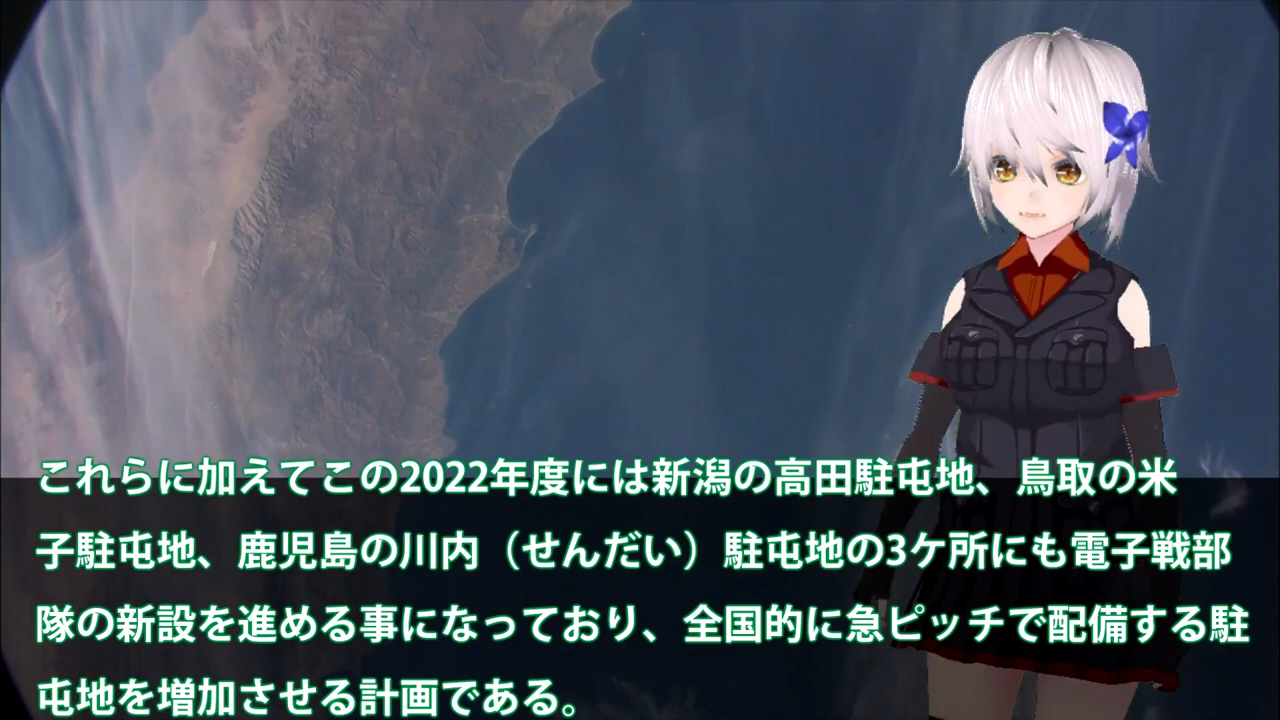 これらに加えてこの2022年度には新潟の高田駐屯地、鳥取の米
子駐屯地、鹿児島の川内（せんだい）駐屯地の3ケ所にも電子戦部
隊の新設を進める事になっており、全国的に急ピッチで配備する駐
屯地を増加させる計画である。